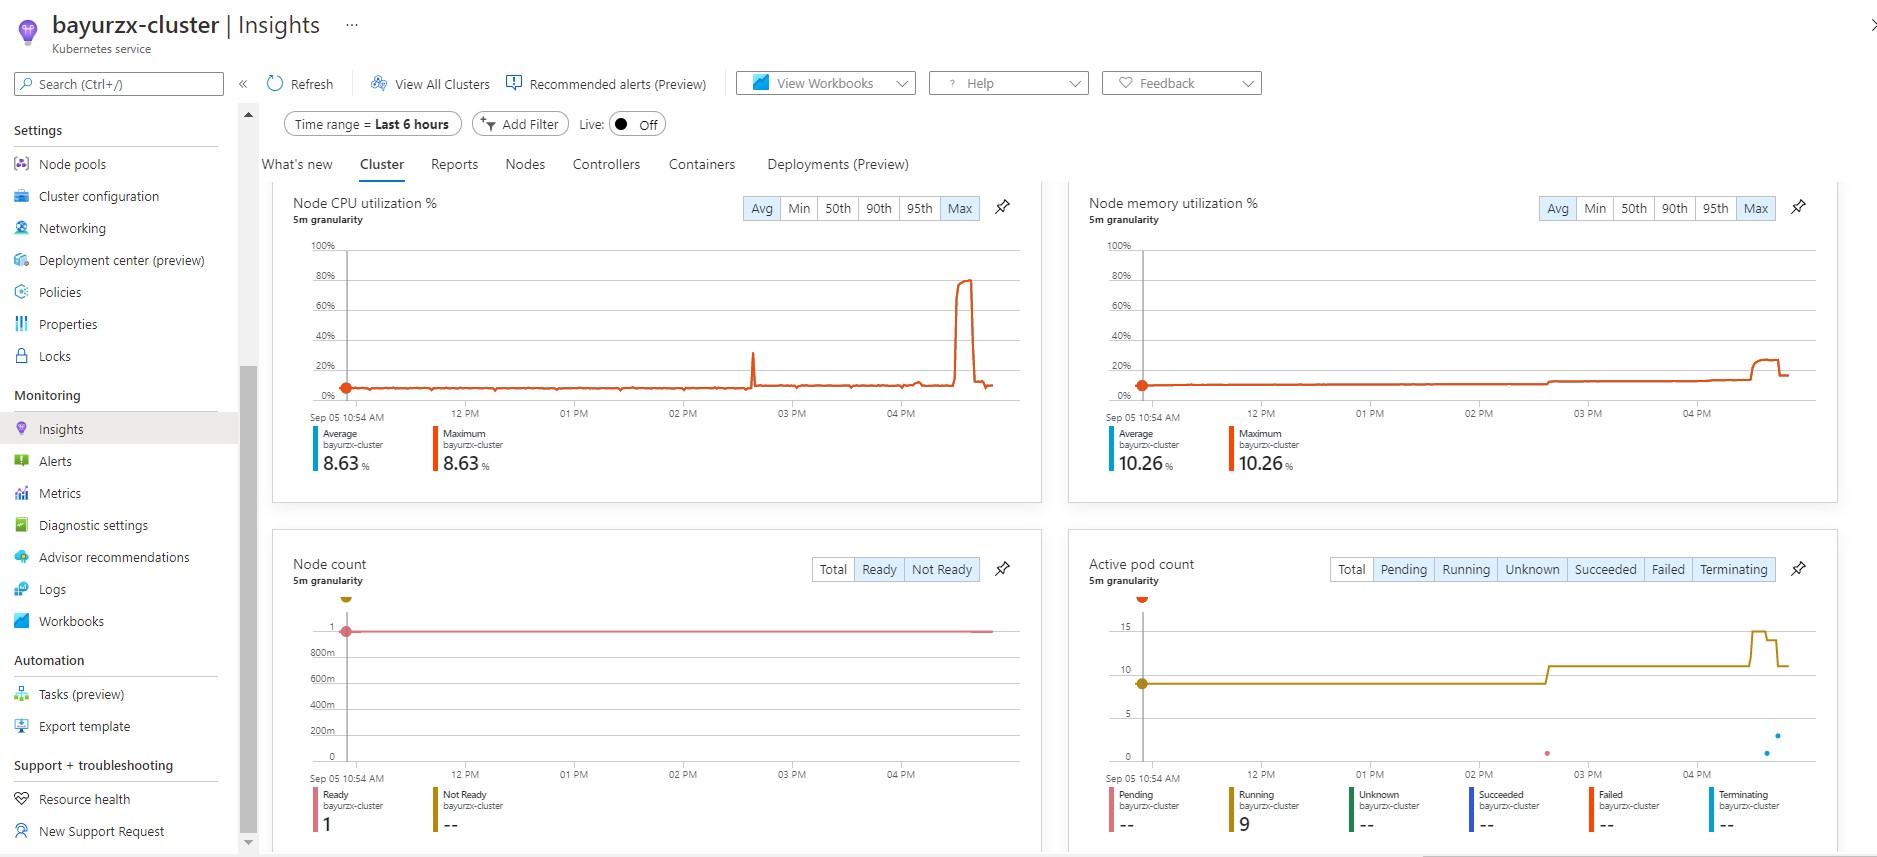 bayurzx-cluster | Insights ...
Kubernetes service
Search (Ctrl+/)
«
Refresh
View All Clusters
Recommended alerts (Preview)
View Workbooks
? Help
Feedback
Time range = Last 6 hours
Add Filter
Live: Off
What's new
Cluster
Reports
Nodes
Controllers
Containers
Deployments (Preview)
Settings
Node pools
Cluster configuration
Networking
Deployment center (preview)
Policies
Properties
Locks
Monitoring
Insights
Alerts
Metrics
Diagnostic settings
Advisor recommendations
Logs
Workbooks
Automation
Tasks (preview)
Export template
Support + troubleshooting
Resource health
New Support Request
Node CPU utilization %
5m granularity
Avg Min 50th 90th 95th Max
100%
80%
60%
40%
20%
0%
Sep 05 10:54 AM 12 PM 01 PM 02 PM 03 PM 04 PM
Average
bayurzx-cluster
8.63 %
Maximum
bayurzx-cluster
8.63 %
Node memory utilization %
5m granularity
Avg Min 50th 90th 95th Max
100%
80%
60%
40%
20%
0%
Sep 05 10:54 AM 12 PM 01 PM 02 PM 03 PM 04 PM
Average
bayurzx-cluster
10.26 %
Maximum
bayurzx-cluster
10.26 %
Node count
5m granularity
Total Ready Not Ready
1
800m
600m
400m
200m
0
Sep 05 10:54 AM 12 PM 01 PM 02 PM 03 PM 04 PM
Ready
bayurzx-cluster
1
Not Ready
bayurzx-cluster
--
Active pod count
5m granularity
Total Pending Running Unknown Succeeded Failed Terminating
15
10
5
0
Sep 05 10:54 AM 12 PM 01 PM 02 PM 03 PM 04 PM
Pending
bayurzx-cluster
--
Running
bayurzx-cluster
9
Unknown
bayurzx-cluster
--
Succeeded
bayurzx-cluster
--
Failed
bayurzx-cluster
--
Terminating
bayurzx-cluster
--